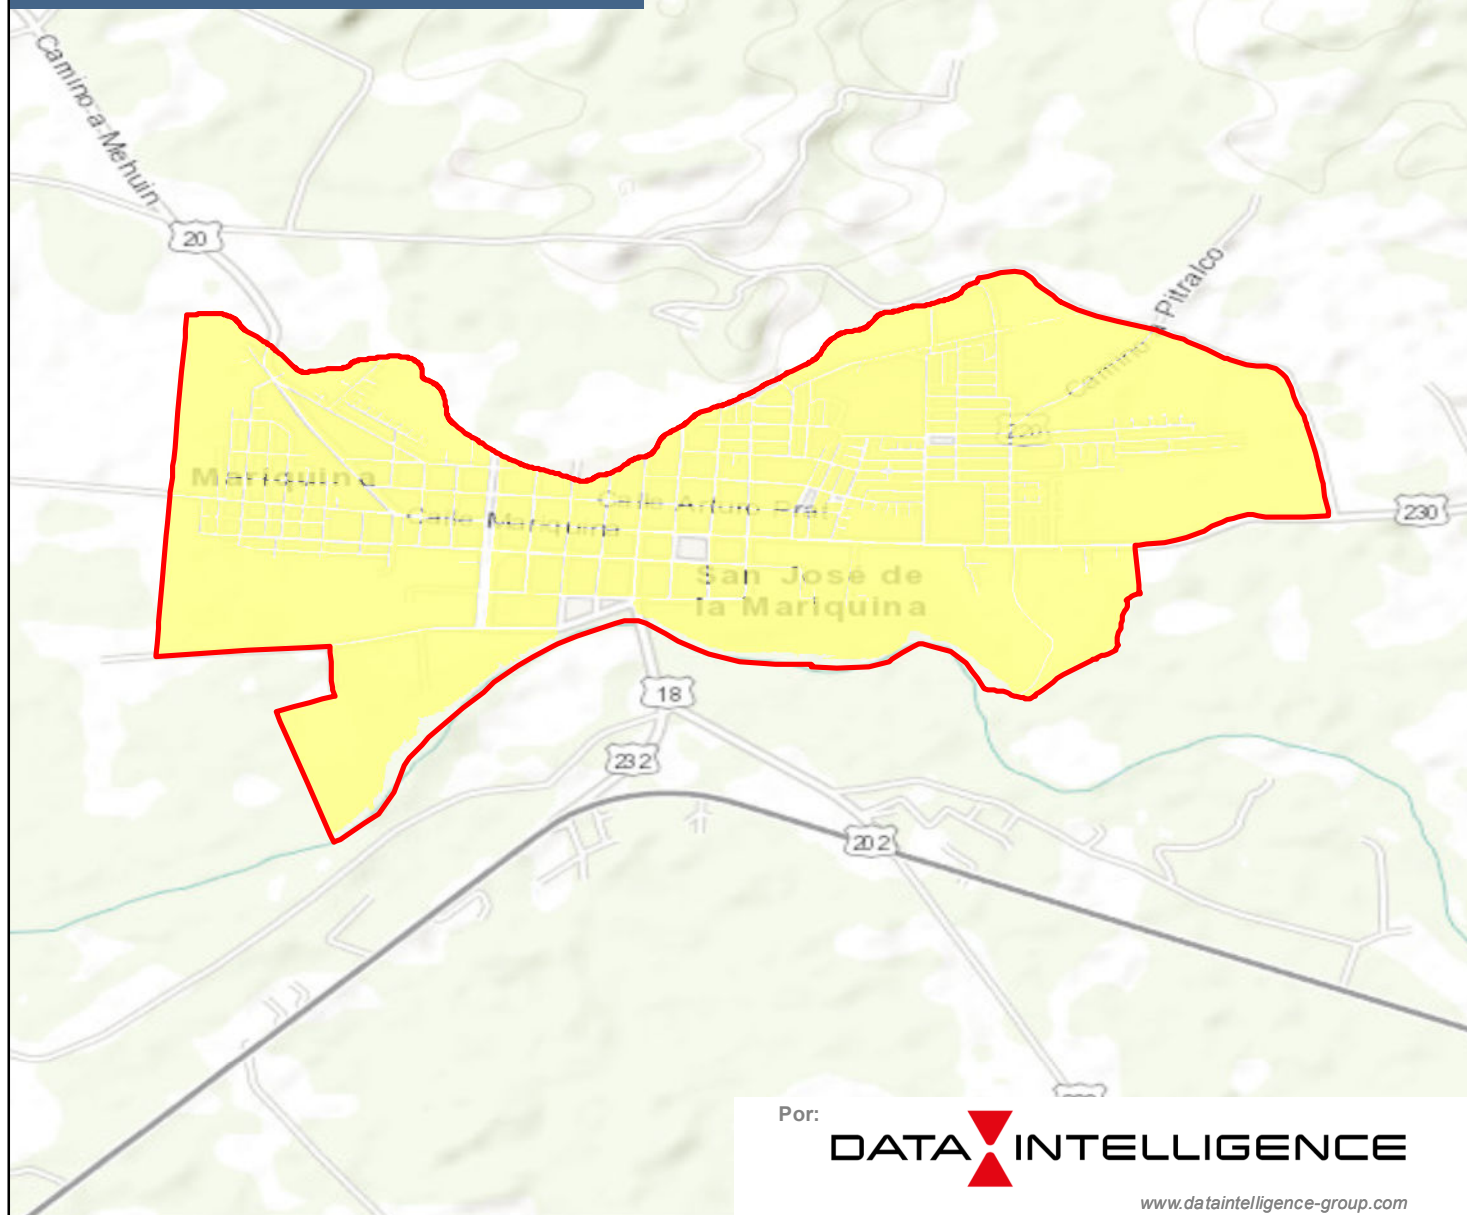 Camino-a-Mehuin
20
Pitralco
Camino
220
230
Mariquina
Calle Arturo Prat
Calle Mariquina
San José de
la Mariquina
18
232
202
Por:
DATA INTELLIGENCE
www.dataintelligence-group.com